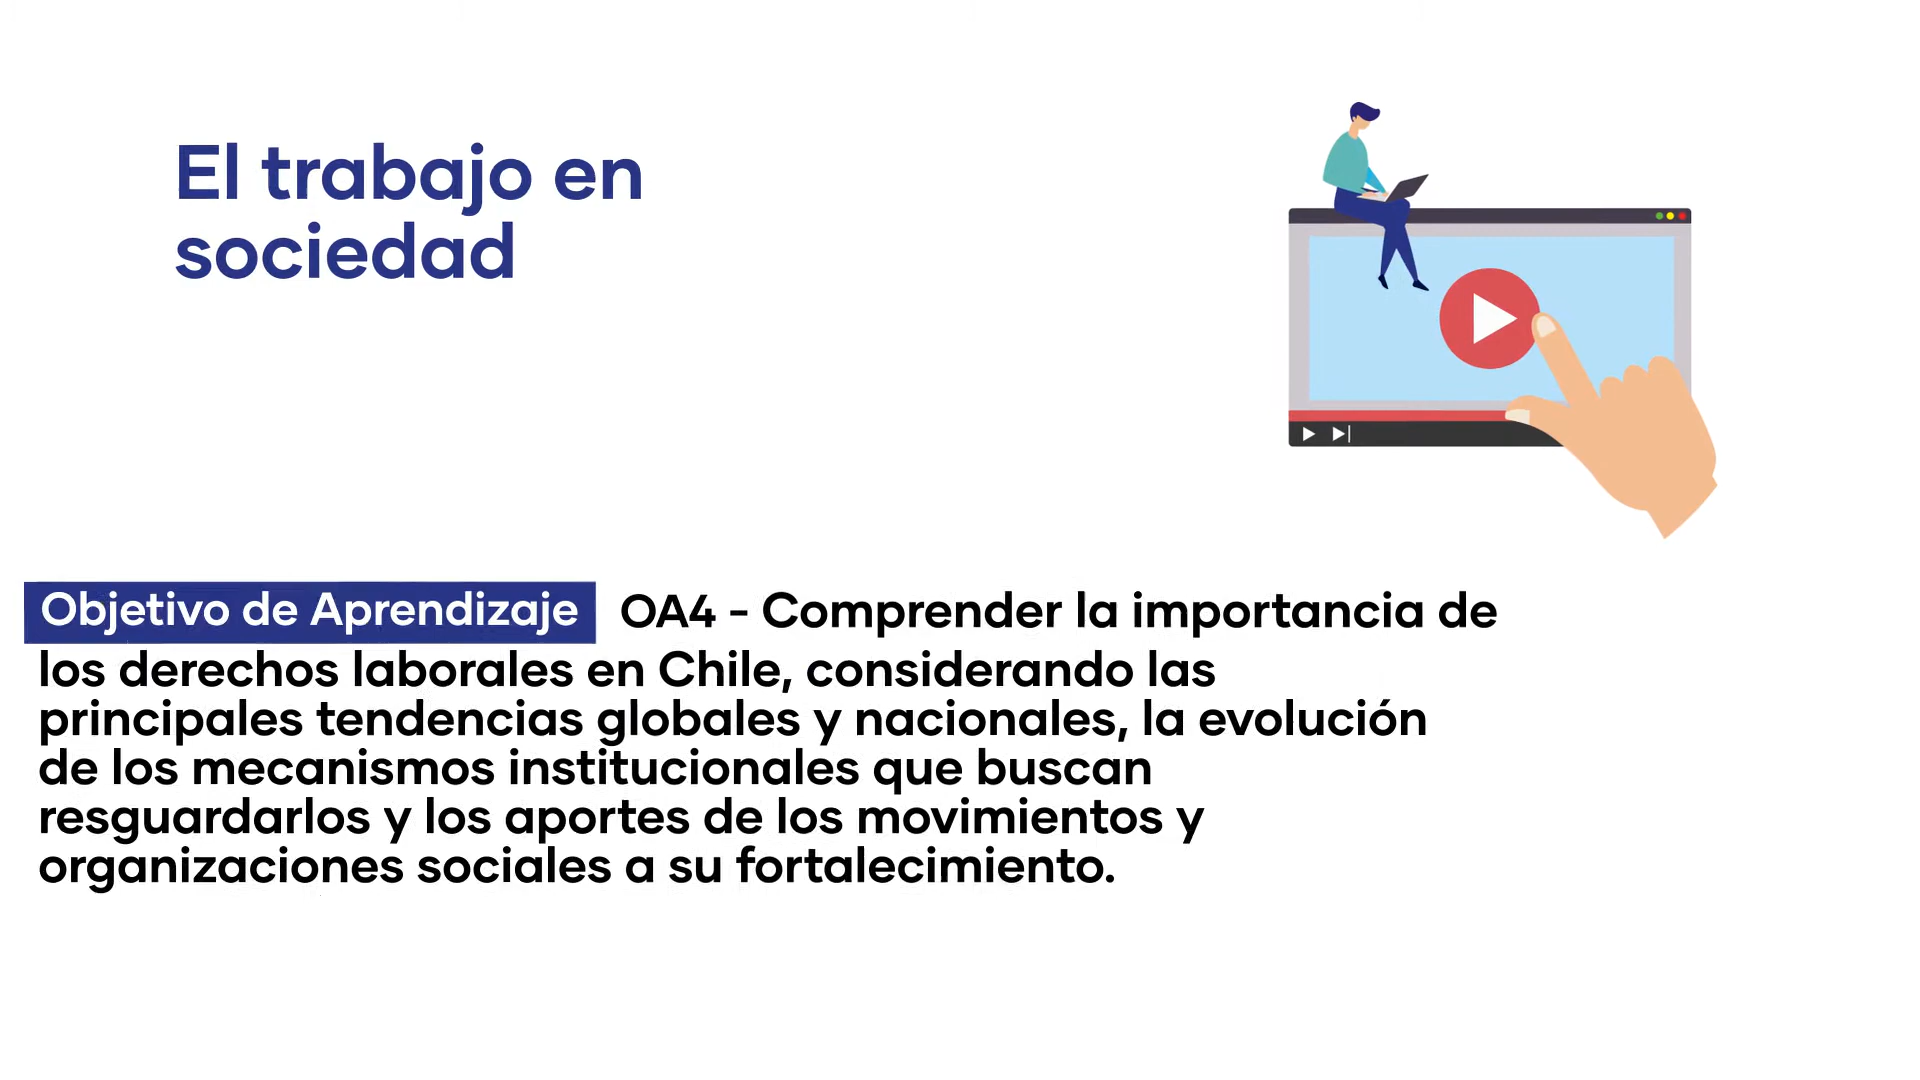 El trabajo en
sociedad
Objetivo de Aprendizaje OA4 - Comprender la importancia de
los derechos laborales en Chile, considerando las
principales tendencias globales y nacionales, la evolución
de los mecanismos institucionales que buscan
resguardarlos y los aportes de los movimientos y
organizaciones sociales a su fortalecimiento.